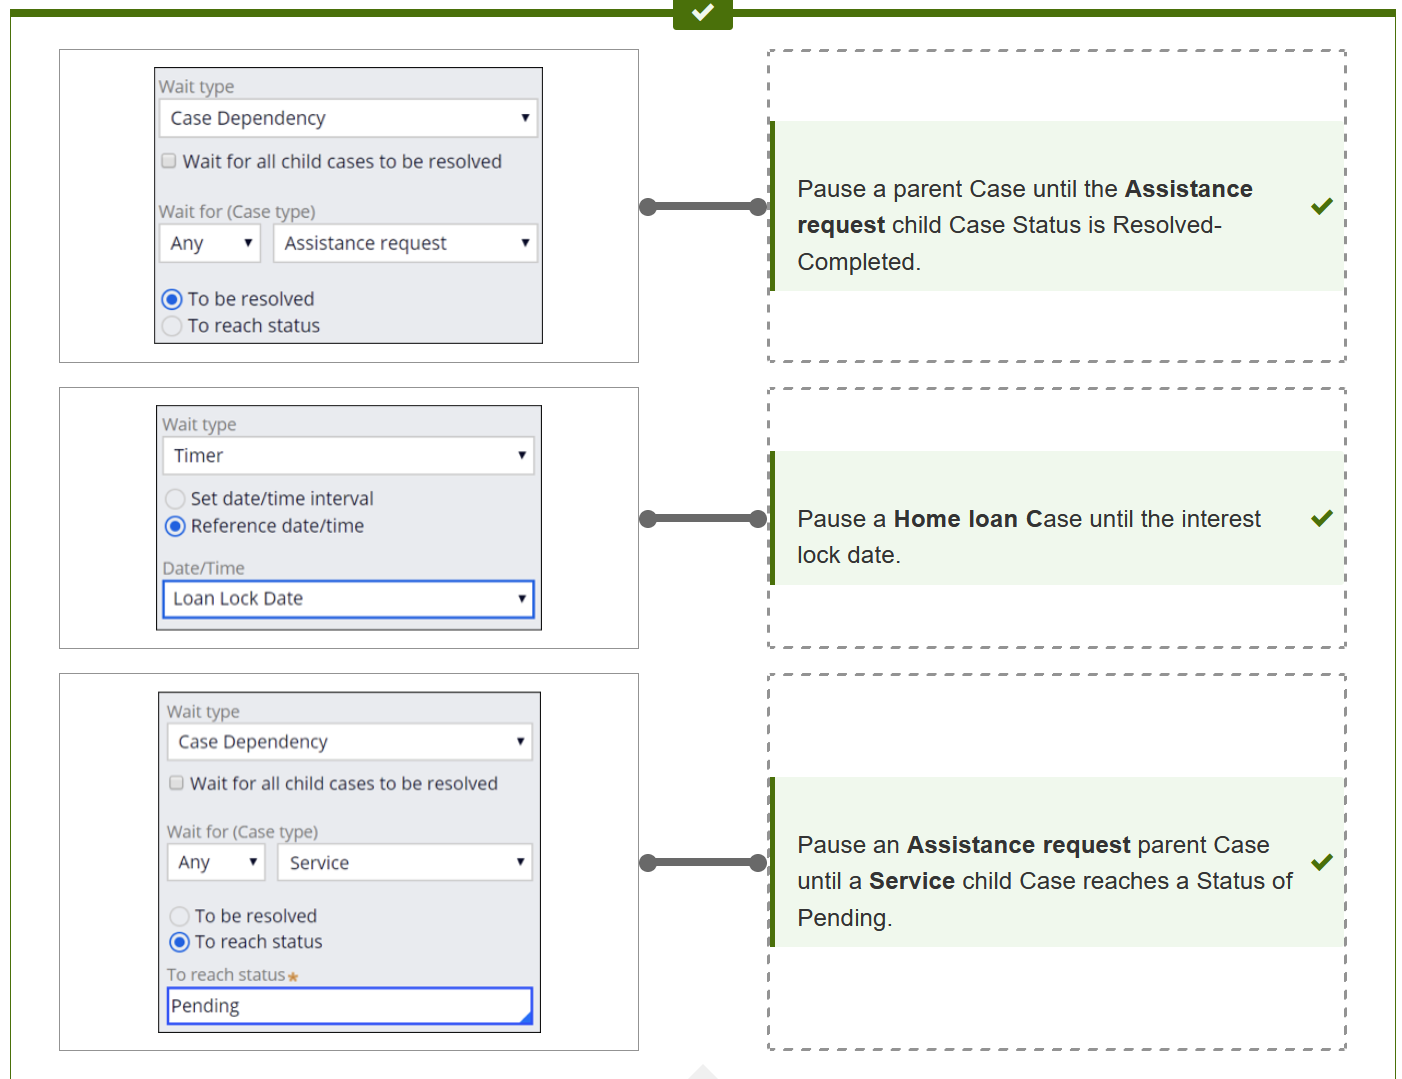 Wait type
Case Dependency
Wait for all child cases to be resolved
Wait for (Case type)
Any
Assistance request
To be resolved
To reach status
Pause a parent Case until the Assistance
request child Case Status is Resolved-
Completed.
Wait type
Timer
Set date/time interval
Reference date/time
Date/Time
Loan Lock Date
Pause a Home loan Case until the interest
lock date.
Wait type
Case Dependency
Wait for all child cases to be resolved
Wait for (Case type)
Any
Service
To be resolved
To reach status
To reach status*
Pending
Pause an Assistance request parent Case
until a Service child Case reaches a Status of
Pending.